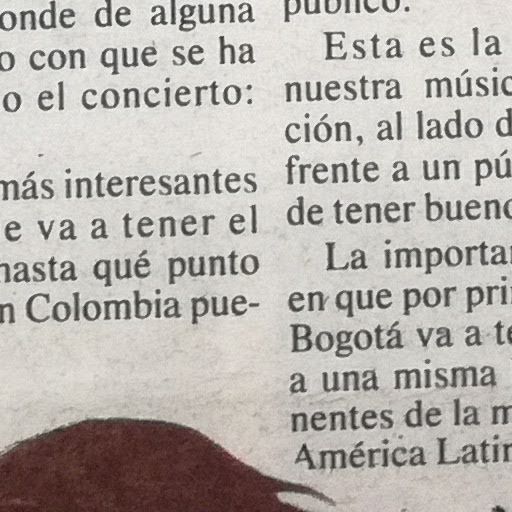 onde de alguna
o con que se ha
o el concierto:
más interesantes
e va a tener el
hasta qué punto
n Colombia pue-
público.
Esta es la
nuestra músic
ción, al lado d
frente a un pú
de tener bueno
La importan
en que por pri
Bogotá va a te
a una misma
nentes de la m
América Latin